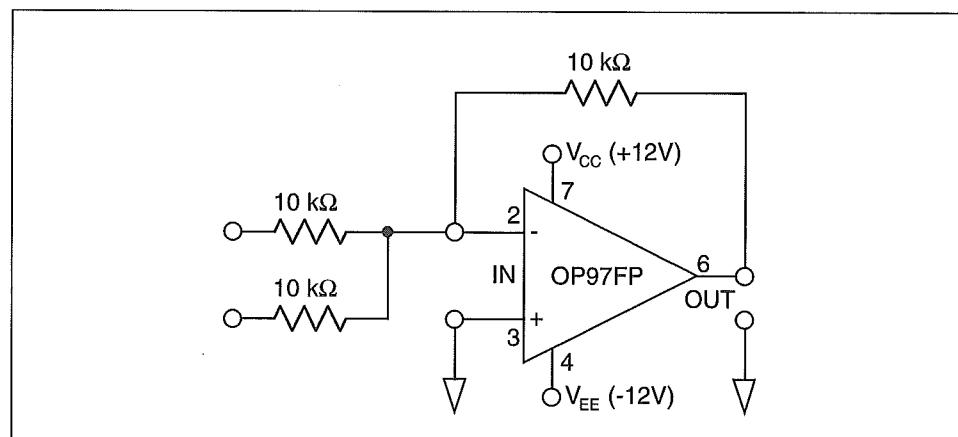 10 kΩ
V_CC (+12V)
7
10 kΩ
2
-
IN
OP97FP
6
OUT
10 kΩ
+
3
4
V_EE (-12V)